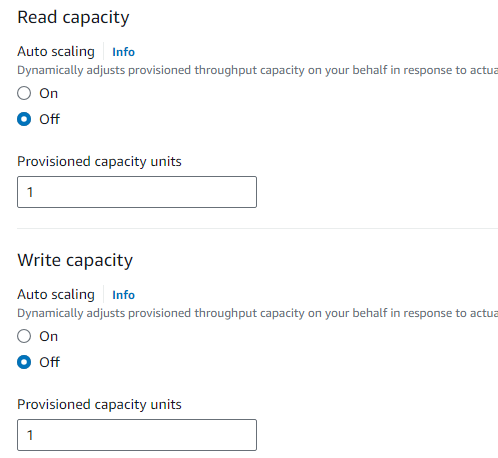 Read capacity
Auto scaling Info
Dynamically adjusts provisioned throughput capacity on your behalf in response to actua
On
Off
Provisioned capacity units
1
Write capacity
Auto scaling Info
Dynamically adjusts provisioned throughput capacity on your behalf in response to actua
On
Off
Provisioned capacity units
1